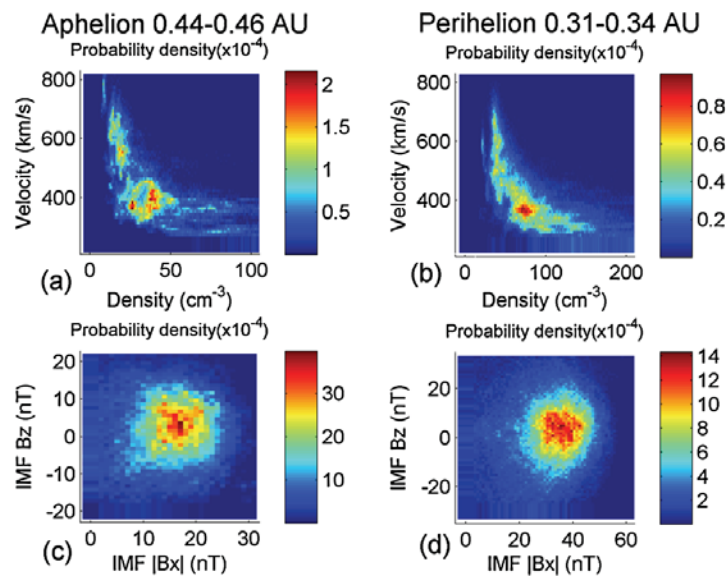 Aphelion 0.44-0.46 AU
Perihelion 0.31-0.34 AU
Probability density(x10⁻⁴)
Probability density(x10⁻⁴)
800
600
400
Velocity (km/s)
0
50
100
Density (cm⁻³)
(a)
2
1.5
1
0.5
800
600
400
Velocity (km/s)
0
100
200
Density (cm⁻³)
(b)
0.8
0.6
0.4
0.2
Probability density(x10⁻⁴)
Probability density(x10⁻⁴)
20
10
0
-10
-20
IMF Bz (nT)
0
10
20
30
IMF |Bx| (nT)
(c)
30
20
10
20
0
-20
IMF Bz (nT)
0
20
40
60
IMF |Bx| (nT)
(d)
14
12
10
8
6
4
2